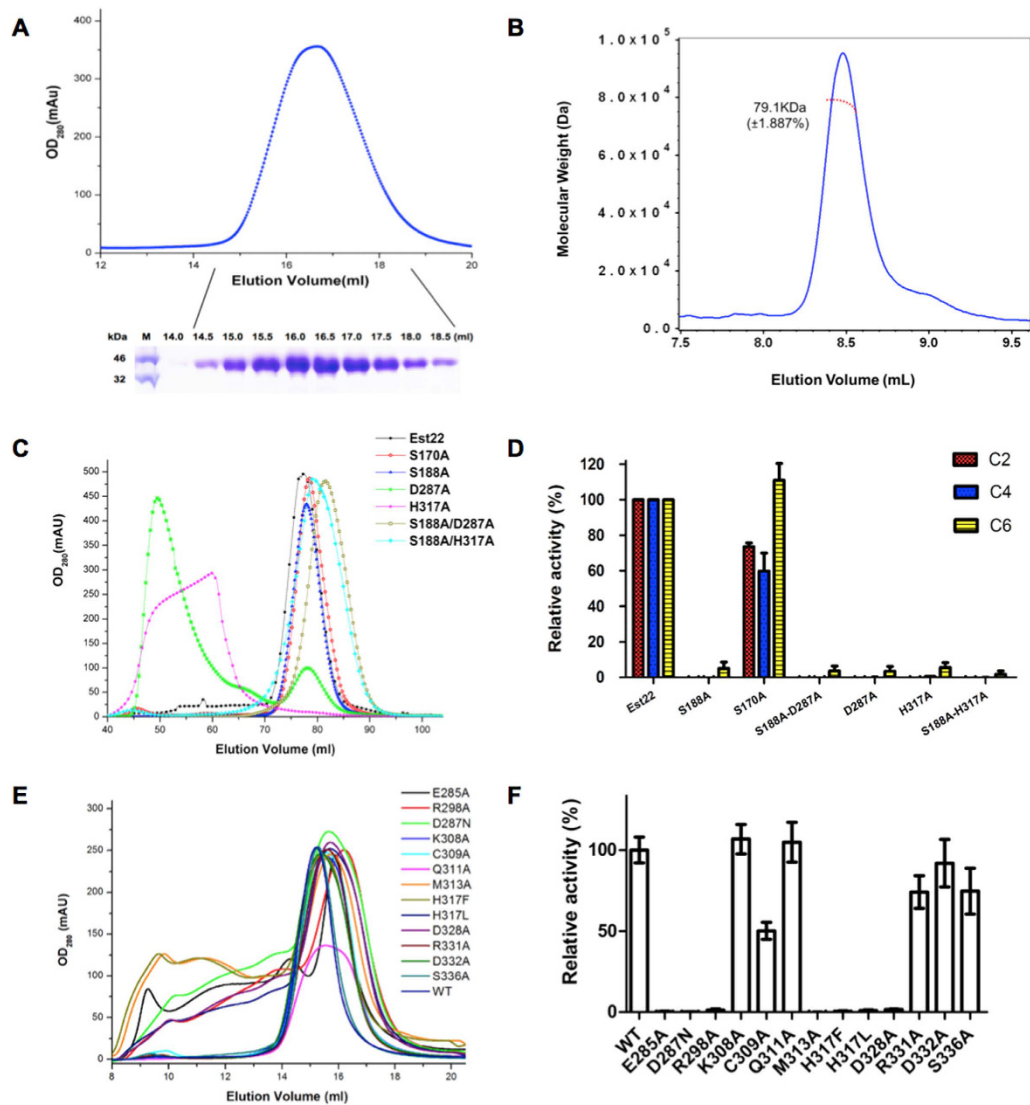 A
OD280(mAu)
400
300
200
100
0
12
14
16
18
20
Elution Volume(ml)
kDa M 14.0 14.5 15.0 15.5 16.0 16.5 17.0 17.5 18.0 18.5 (ml)
46
32
B
Molecular Weight (Da)
1.0x10^5
8.0x10^4
6.0x10^4
4.0x10^4
2.0x10^4
0.0
79.1KDa
(±1.887%)
7.5
8.0
8.5
9.0
9.5
Elution Volume (mL)
C
OD280(mAU)
500
450
400
350
300
250
200
150
100
50
0
40 50 60 70 80 90 100
Elution Volume (ml)
Est22
S170A
S188A
D287A
H317A
S188A/D287A
S188A/H317A
D
Relative activity (%)
120
100
80
60
40
20
0
C2
C4
C6
Est22
S188A
S170A
S188A-D287A
D287A
H317A
S188A-H317A
E
OD280 (mAU)
300
250
200
150
100
50
0
8 10 12 14 16 18 20
Elution Volume (ml)
E285A
R298A
D287N
K308A
C309A
Q311A
M313A
H317F
H317L
D328A
R331A
D332A
S336A
WT
F
Relative activity (%)
100
50
0
WT
E285A
D287N
R298A
K308A
C309A
Q311A
M313A
H317F
H317L
D328A
R331A
D332A
S336A